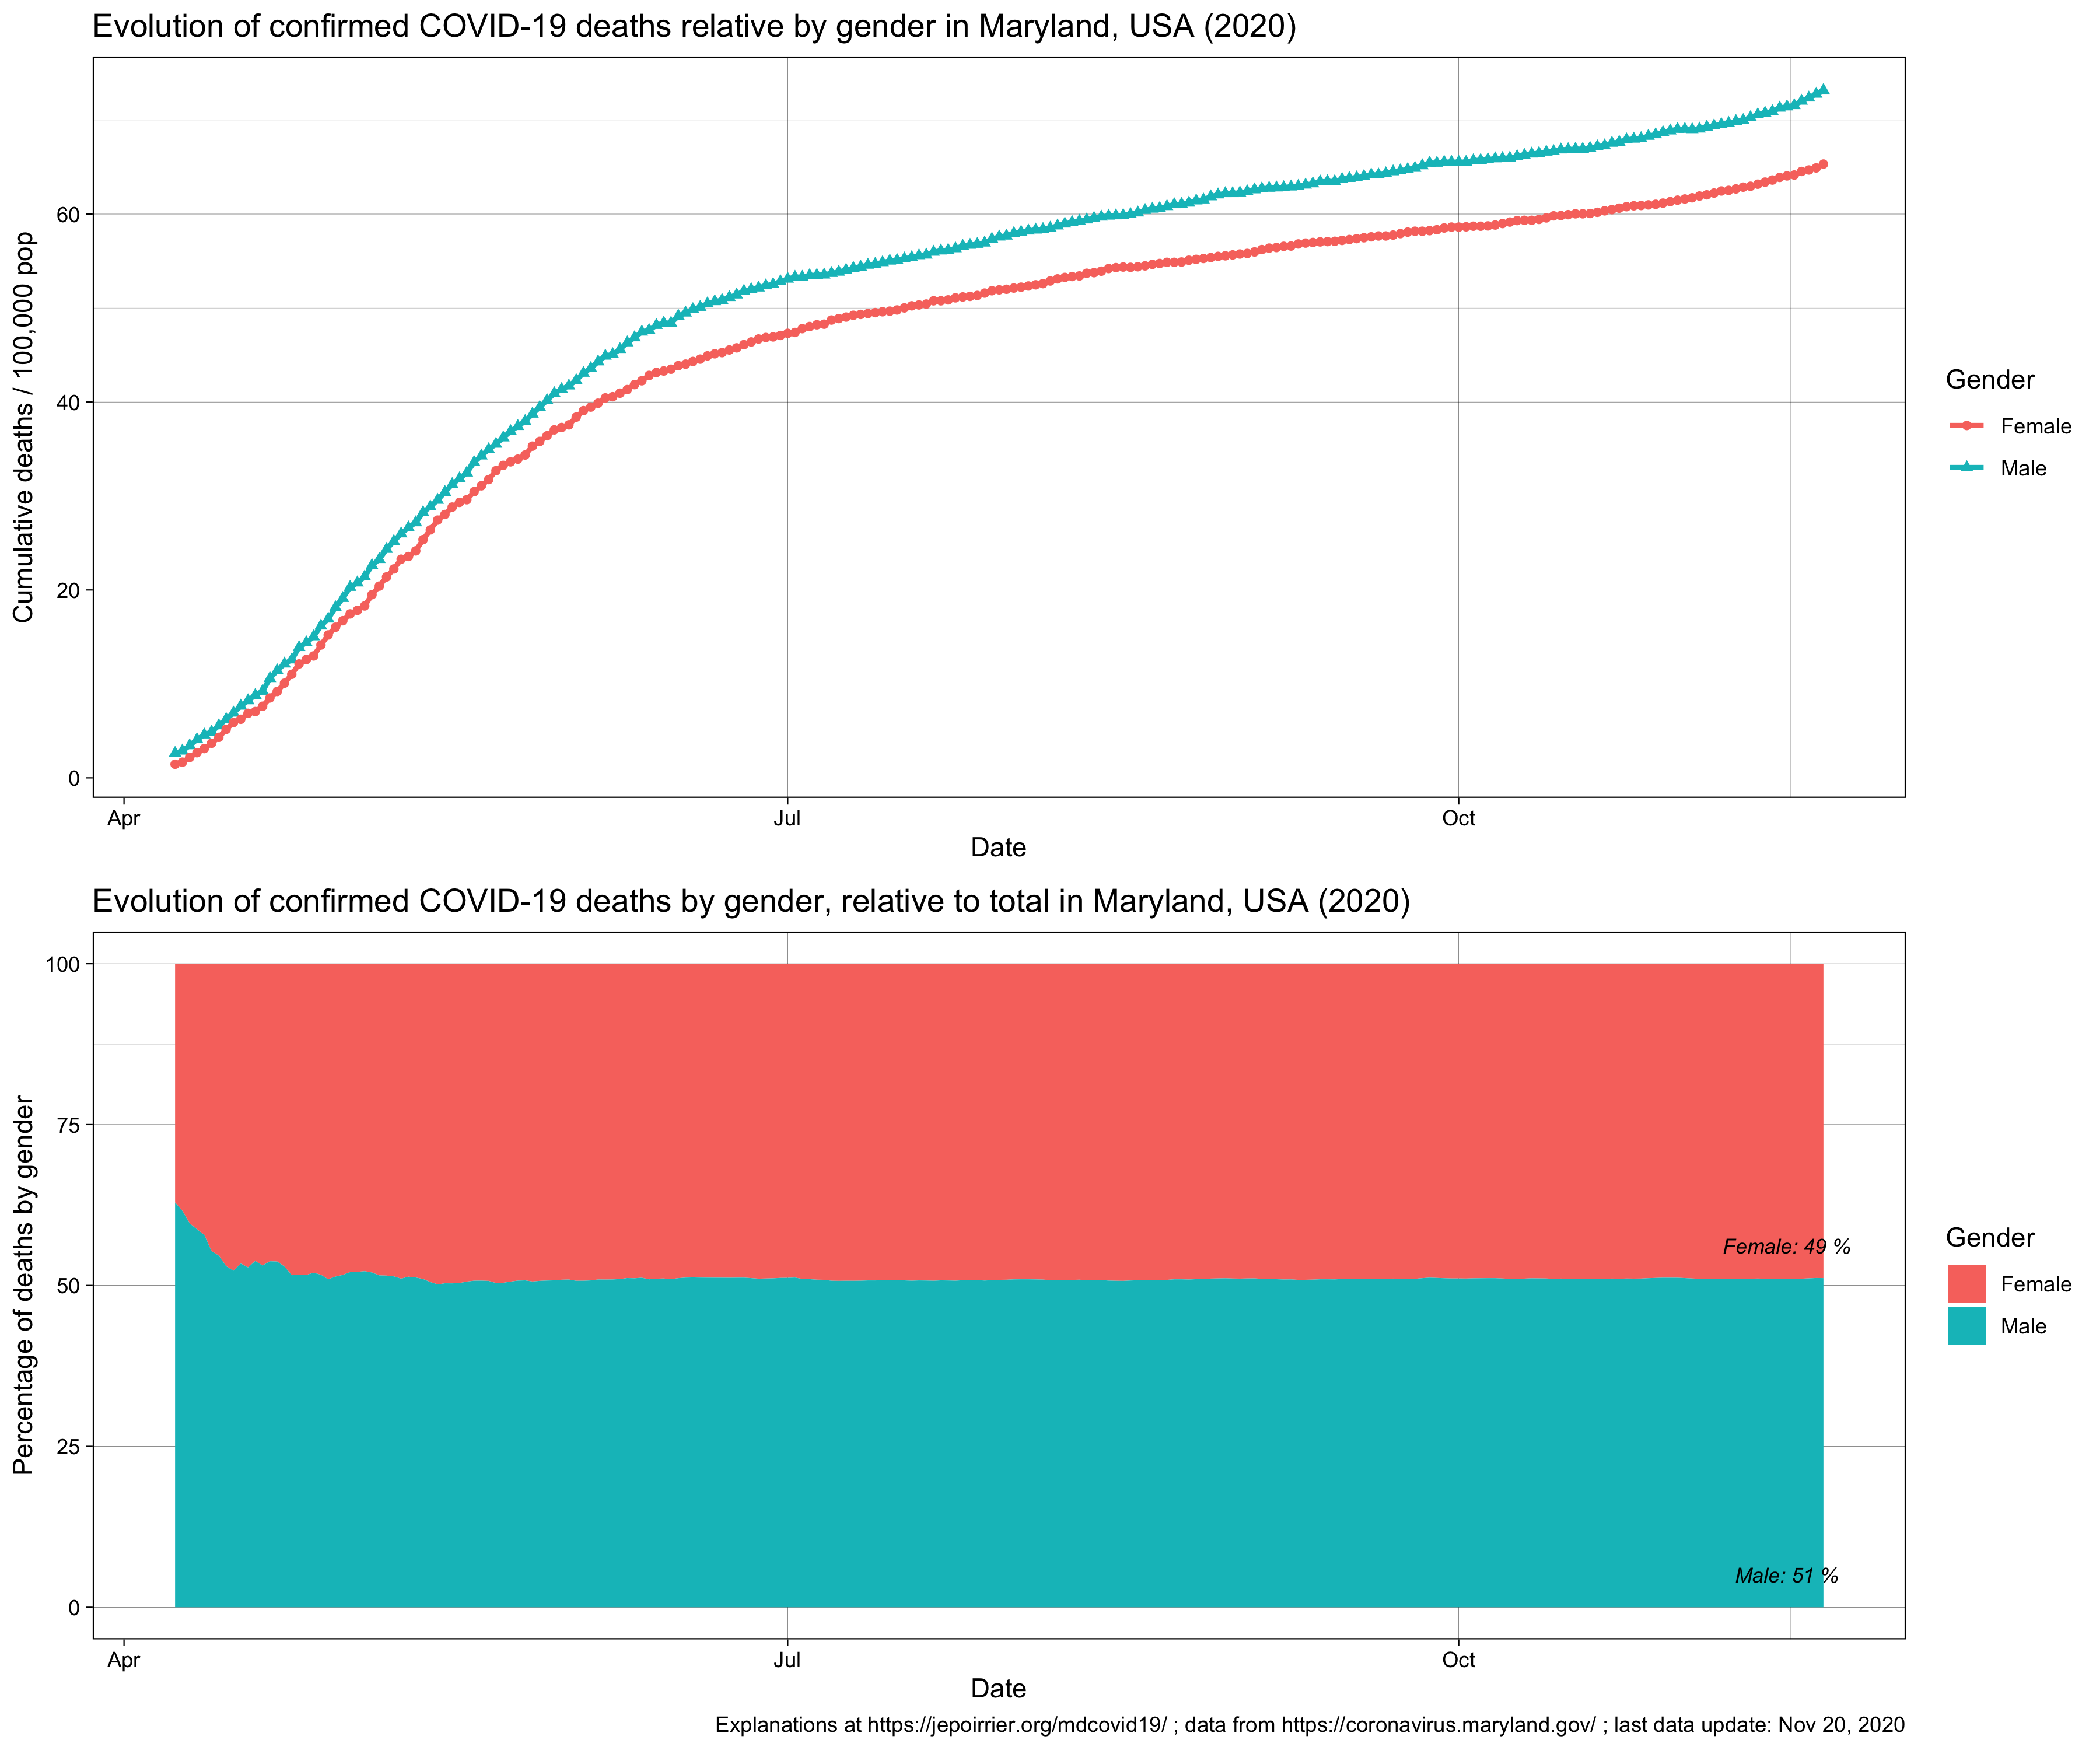 Evolution of confirmed COVID-19 deaths relative by gender in Maryland, USA (2020)
Cumulative deaths / 100,000 pop
60
40
20
0
Apr
Jul
Oct
Date
Gender
Female
Male
Evolution of confirmed COVID-19 deaths by gender, relative to total in Maryland, USA (2020)
Percentage of deaths by gender
100
75
50
25
0
Female: 49 %
Male: 51 %
Apr
Jul
Oct
Date
Gender
Female
Male
Explanations at https://jepoirrier.org/mdcovid19/ ; data from https://coronavirus.maryland.gov/ ; last data update: Nov 20, 2020